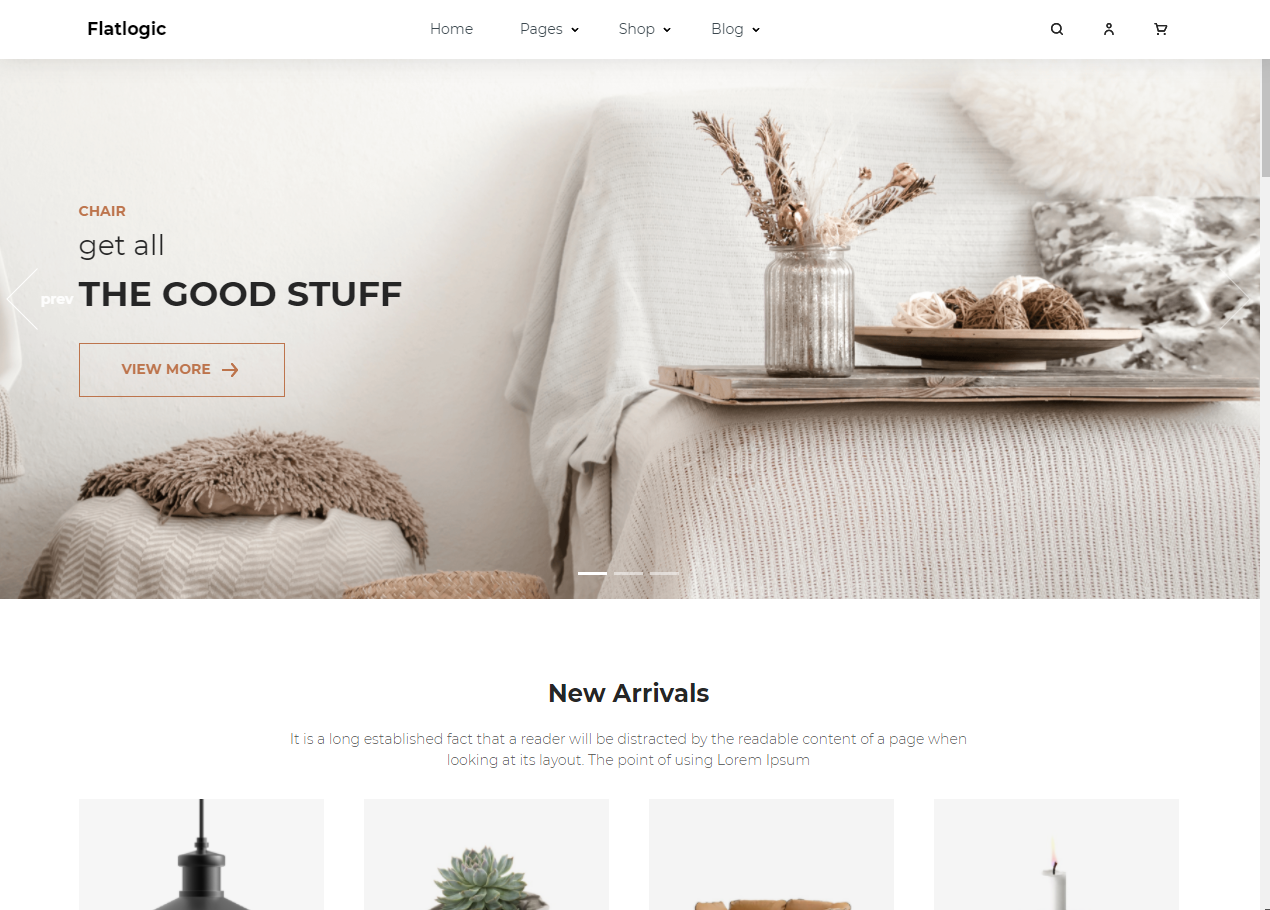 Flatlogic
Home Pages Shop Blog
CHAIR
get all
prev
THE GOOD STUFF
VIEW MORE
New Arrivals
It is a long established fact that a reader will be distracted by the readable content of a page when
looking at its layout. The point of using Lorem Ipsum